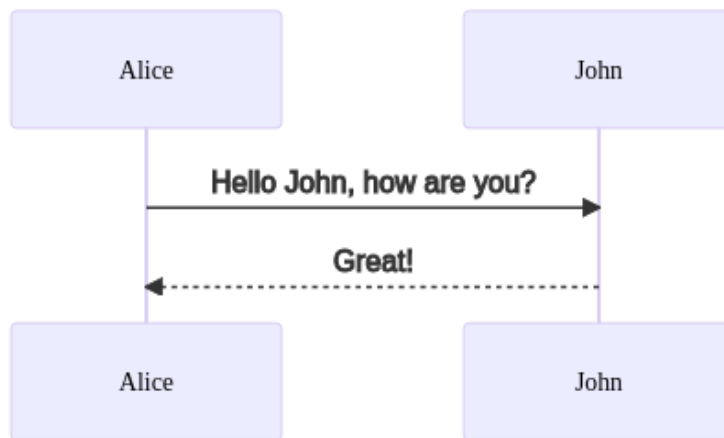 Alice
John
Hello John, how are you?
Great!
Alice
John